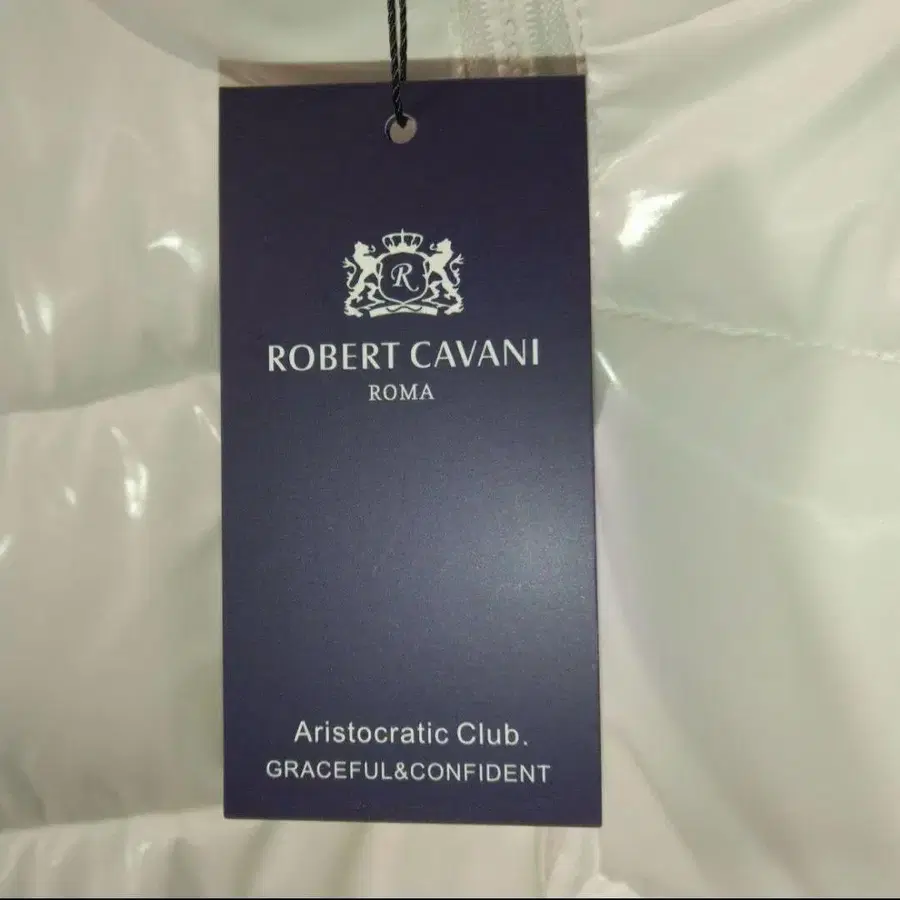 R
ROBERT CAVANI
ROMA
Aristocratic Club.
GRACEFUL&CONFIDENT